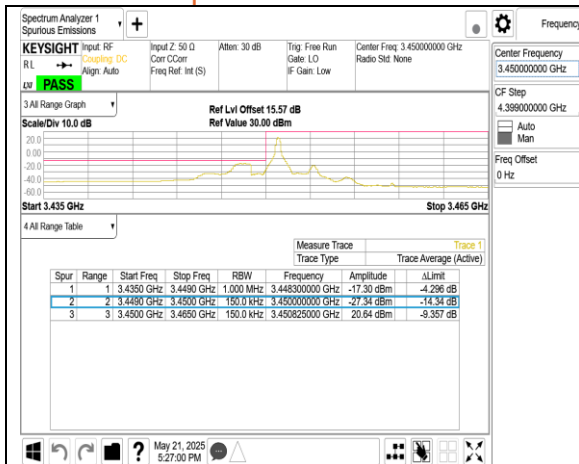 Spectrum Analyzer 1
Spurious Emissions
Frequency
KEYSIGHT Input: RF Input Z: 50 Ω Atten: 30 dB Trig: Free Run Center Freq: 3.450000000 GHz
RL Coupling: DC Corr CCorr Gate: LO Radio Std: None
Align: Auto Freq Ref: Int (S) IF Gain: Low
LXI PASS
Center Frequency
3.450000000 GHz
CF Step
4.399000000 GHz
Auto
Man
Freq Offset
0 Hz
3 All Range Graph
Ref Lvl Offset 15.57 dB
Scale/Div 10.0 dB Ref Value 30.00 dBm
20.0
0.00
-20.0
-40.0
-60.0
Start 3.435 GHz Stop 3.465 GHz
4 All Range Table
Measure Trace Trace 1
Trace Type Trace Average (Active)
Spur Range Start Freq Stop Freq RBW Frequency Amplitude ΔLimit
1 1 3.4350 GHz 3.4490 GHz 1.000 MHz 3.448300000 GHz -17.30 dBm -4.296 dB
2 2 3.4490 GHz 3.4500 GHz 150.0 kHz 3.450000000 GHz -27.34 dBm -14.34 dB
3 3 3.4500 GHz 3.4650 GHz 150.0 kHz 3.450825000 GHz 20.64 dBm -9.357 dB
? May 21, 2025
5:27:00 PM